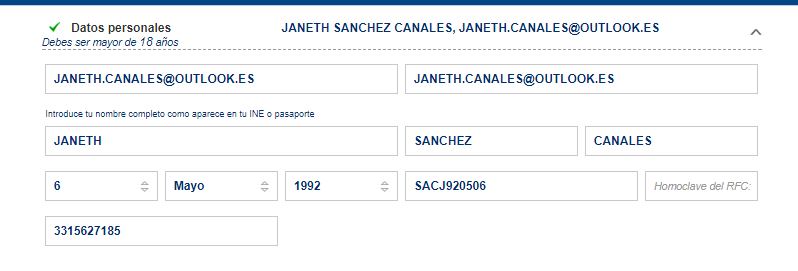 Datos personales JANETH SANCHEZ CANALES, JANETH.CANALES@OUTLOOK.ES
Debes ser mayor de 18 años
JANETH.CANALES@OUTLOOK.ES JANETH.CANALES@OUTLOOK.ES
Introduce tu nombre completo como aparece en tu INE o pasaporte
JANETH SANCHEZ CANALES
6 Mayo 1992 SACJ920506 Homoclave del RFC:
3315627185